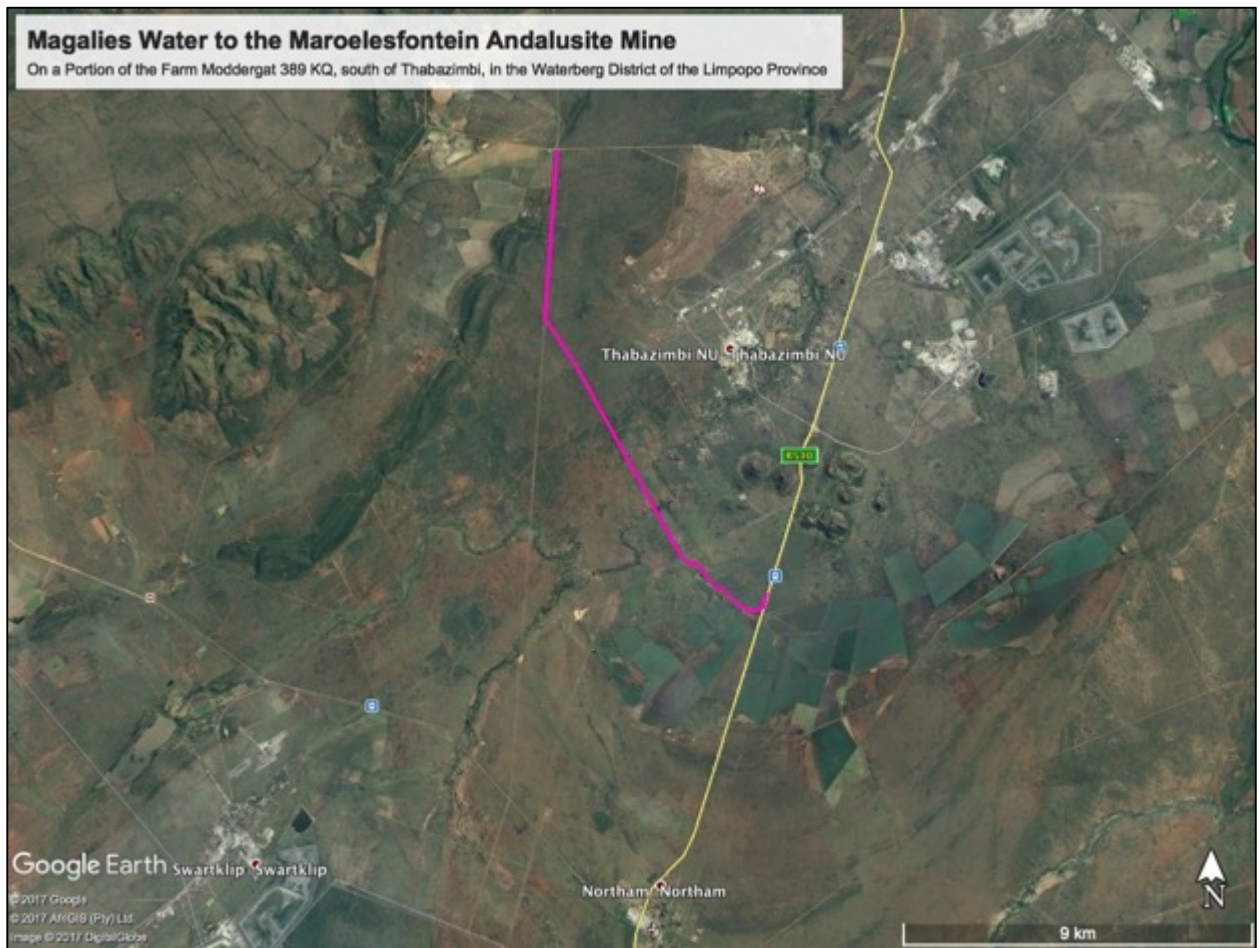 Magalies Water to the Maroelesfontein Andalusite Mine
On a Portion of the Farm Moddergat 389 KQ, south of Thabazimbi, in the Waterberg District of the Limpopo Province
Thabazimbi NU Thabazimbi NU
R510
Google Earth
Swartklip Swartklip
© 2017 Google
© 2017 AfriGIS (Pty) Ltd.
Image © 2017 DigitalGlobe
Northam Northam
N
9 km